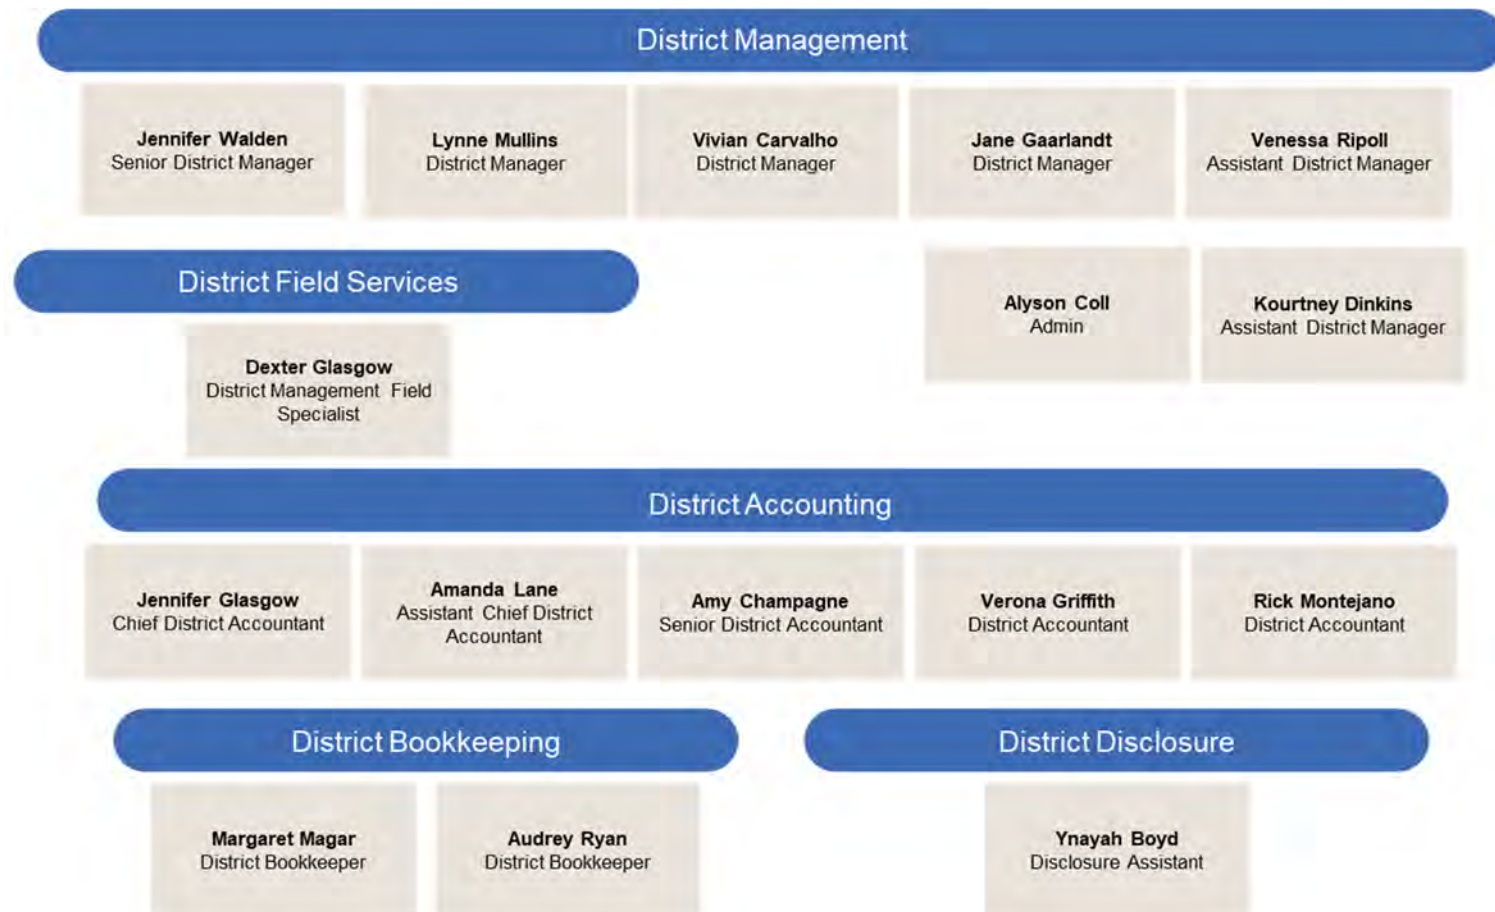 District Management
Jennifer Walden
Senior District Manager
Lynne Mullins
District Manager
Vivian Carvalho
District Manager
Jane Gaarlandt
District Manager
Venessa Ripoll
Assistant District Manager
District Field Services
Alyson Coll
Admin
Kourtney Dinkins
Assistant District Manager
Dexter Glasgow
District Management Field
Specialist
District Accounting
Jennifer Glasgow
Chief District Accountant
Amanda Lane
Assistant Chief District
Accountant
Amy Champagne
Senior District Accountant
Verona Griffith
District Accountant
Rick Montejano
District Accountant
District Bookkeeping
Margaret Magar
District Bookkeeper
Audrey Ryan
District Bookkeeper
District Disclosure
Ynayah Boyd
Disclosure Assistant